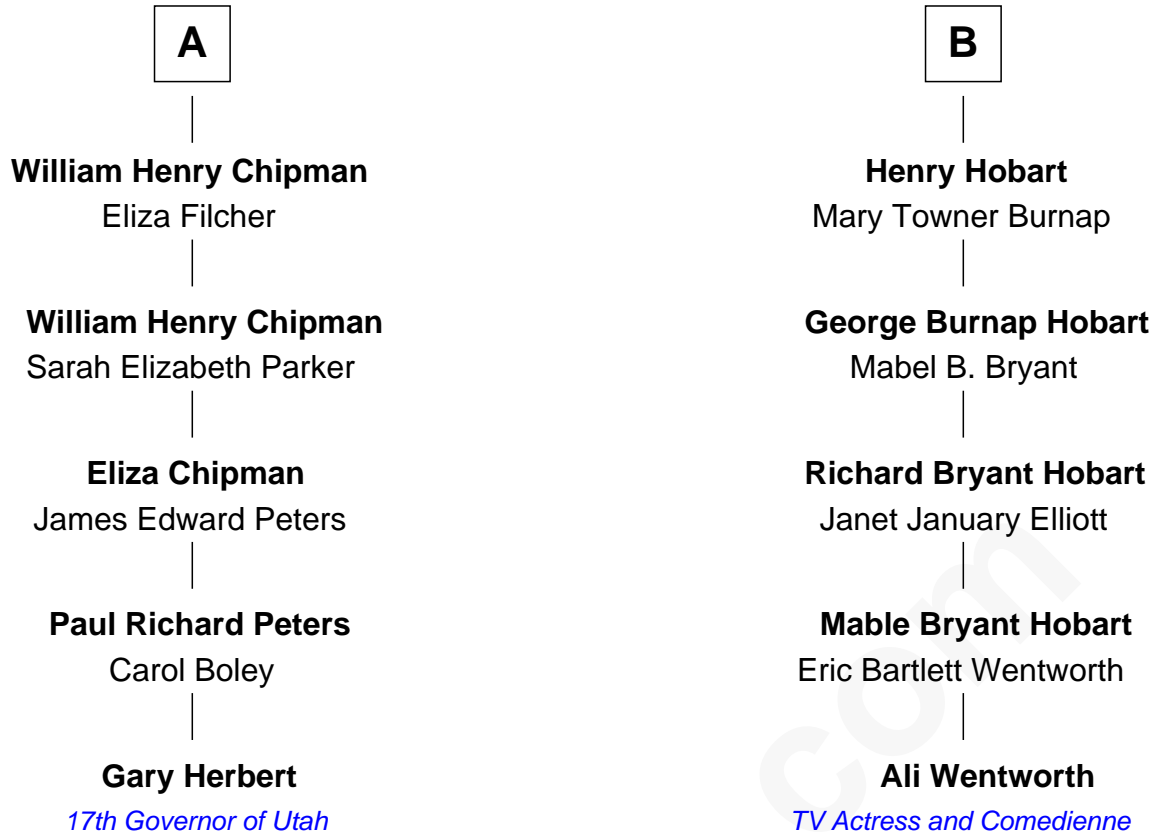 A
B
William Henry Chipman
Eliza Filcher
Henry Hobart
Mary Towner Burnap
William Henry Chipman
Sarah Elizabeth Parker
George Burnap Hobart
Mabel B. Bryant
Eliza Chipman
James Edward Peters
Richard Bryant Hobart
Janet January Elliott
Paul Richard Peters
Carol Boley
Mable Bryant Hobart
Eric Bartlett Wentworth
Gary Herbert
17th Governor of Utah
Ali Wentworth
TV Actress and Comedienne
com